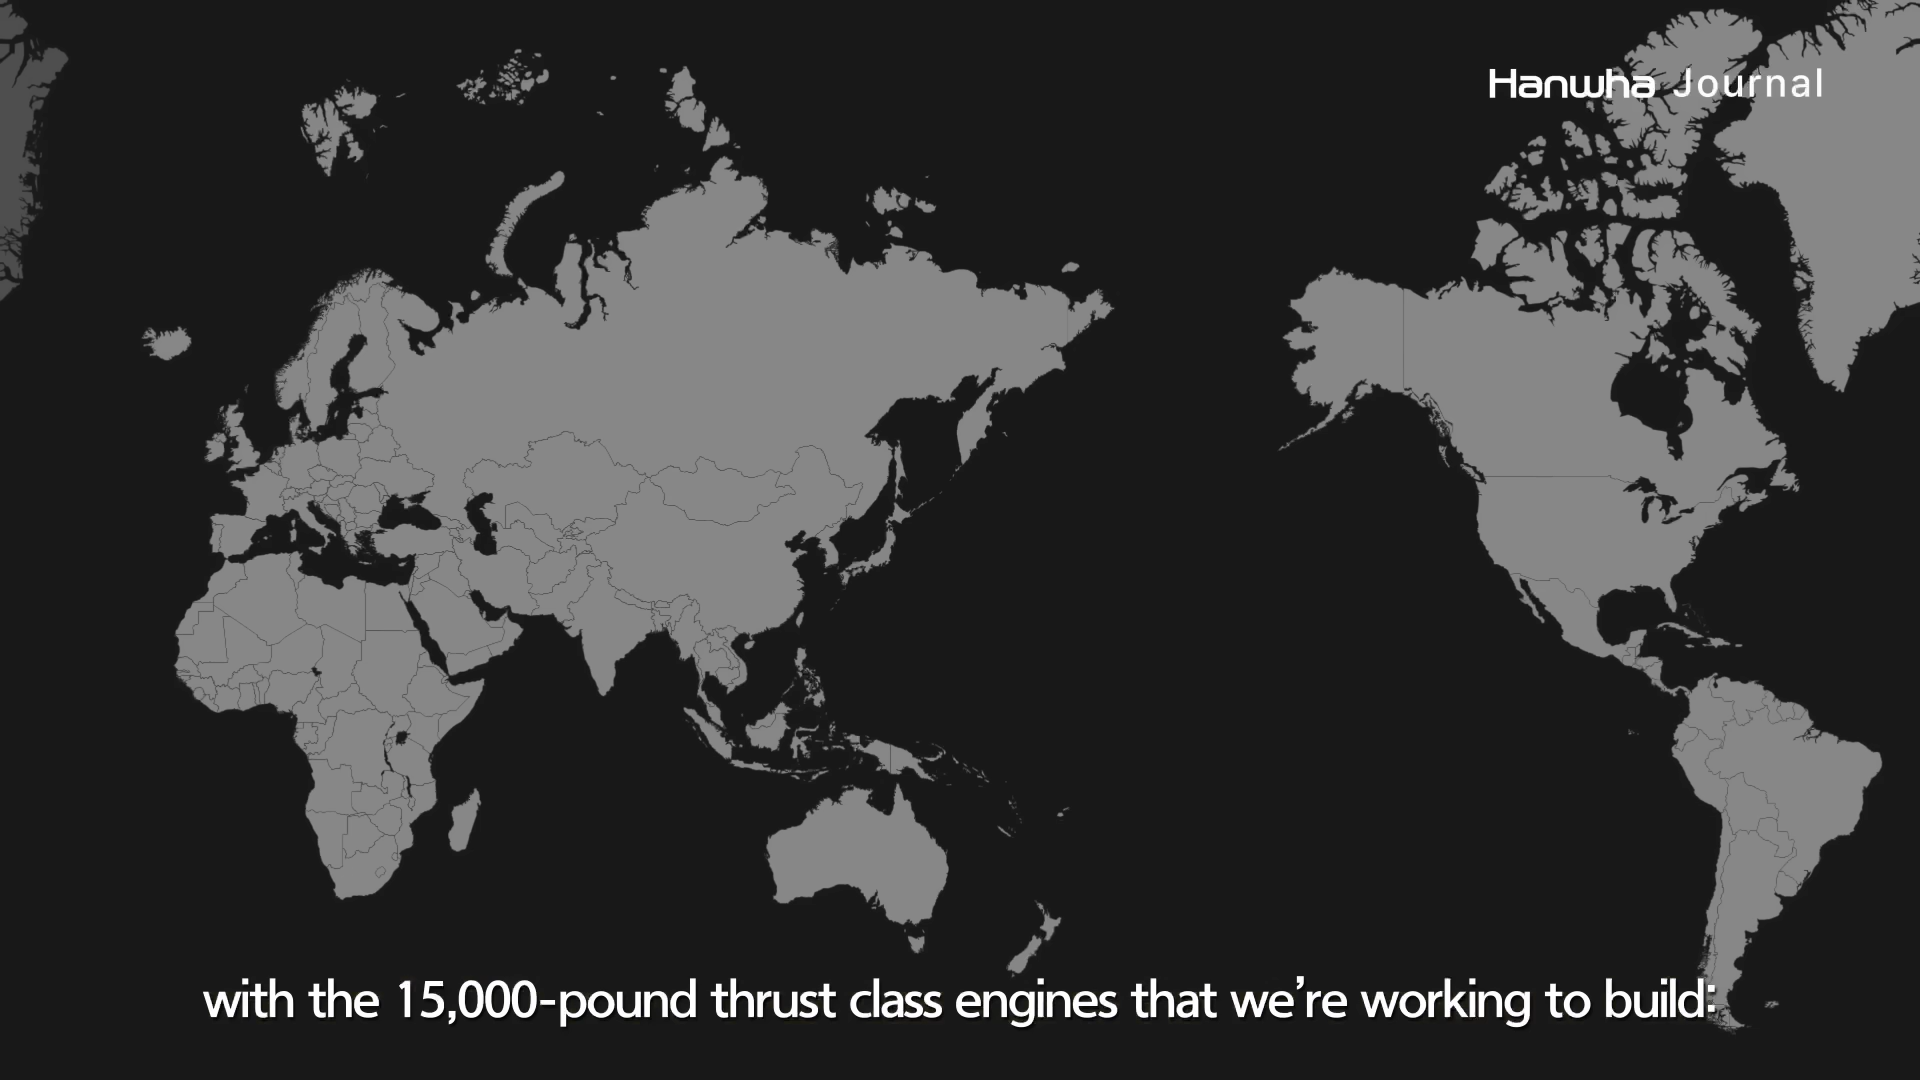 Hanwha Journal
with the 15,000-pound thrust class engines that we’re working to build: